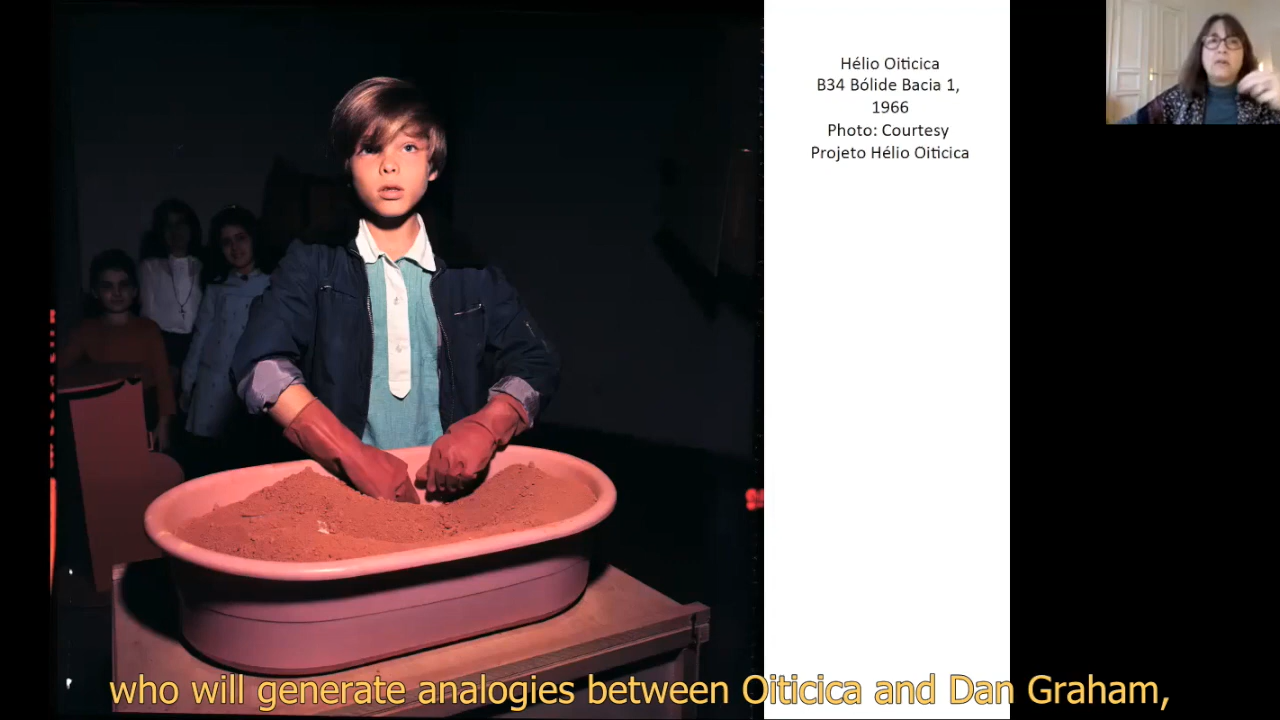 Hélio Oiticica
B34 Bólide Bacia 1,
1966
Photo: Courtesy
Projeto Hélio Oiticica
who will generate analogies between Oiticica and Dan Graham,